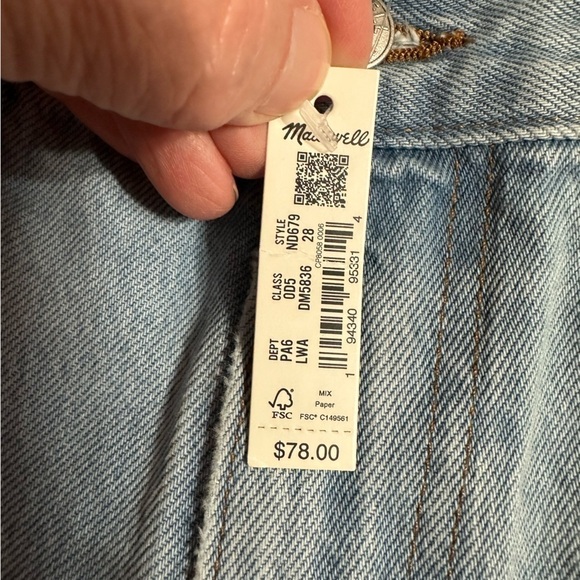 Madewell
STYLE
ND679
28
CP8058.0006
CLASS
0D5
DM5836
DEPT
PA6
LWA
1 94340 95331 4
FSC
MIX
Paper
FSC® C149561
$78.00